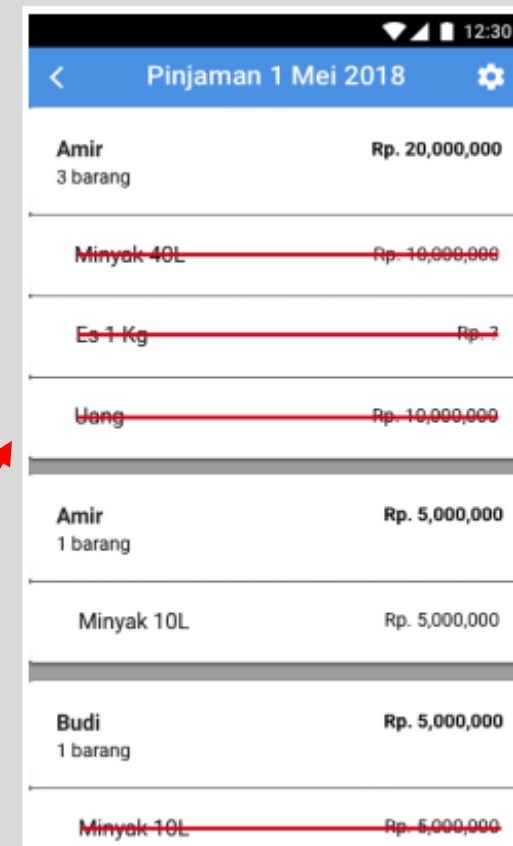 12:30
Pinjaman 1 Mei 2018
Amir Rp. 20,000,000
3 barang
Minyak 40L Rp. 10,000,000
Es 1 Kg Rp. ?
Uang Rp. 10,000,000
Amir Rp. 5,000,000
1 barang
Minyak 10L Rp. 5,000,000
Budi Rp. 5,000,000
1 barang
Minyak 10L Rp. 5,000,000